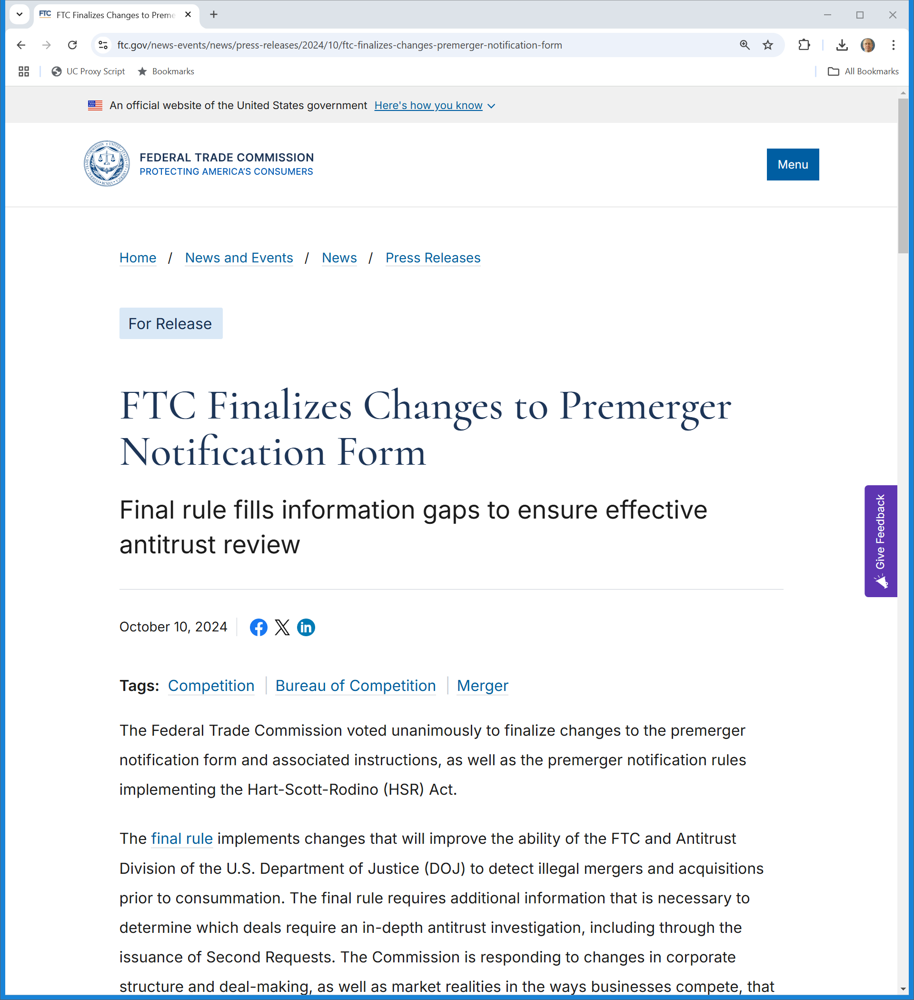 FTC FTC Finalizes Changes to Preme
ftc.gov/news-events/news/press-releases/2024/10/ftc-finalizes-changes-premerger-notification-form
UC Proxy Script Bookmarks All Bookmarks
An official website of the United States government Here's how you know
FEDERAL TRADE COMMISSION
PROTECTING AMERICA'S CONSUMERS
Menu
Home / News and Events / News / Press Releases
For Release
FTC Finalizes Changes to Premerger
Notification Form
Final rule fills information gaps to ensure effective
antitrust review
Give Feedback
October 10, 2024
Tags: Competition Bureau of Competition Merger
The Federal Trade Commission voted unanimously to finalize changes to the premerger
notification form and associated instructions, as well as the premerger notification rules
implementing the Hart-Scott-Rodino (HSR) Act.
The final rule implements changes that will improve the ability of the FTC and Antitrust
Division of the U.S. Department of Justice (DOJ) to detect illegal mergers and acquisitions
prior to consummation. The final rule requires additional information that is necessary to
determine which deals require an in-depth antitrust investigation, including through the
issuance of Second Requests. The Commission is responding to changes in corporate
structure and deal-making, as well as market realities in the ways businesses compete, that